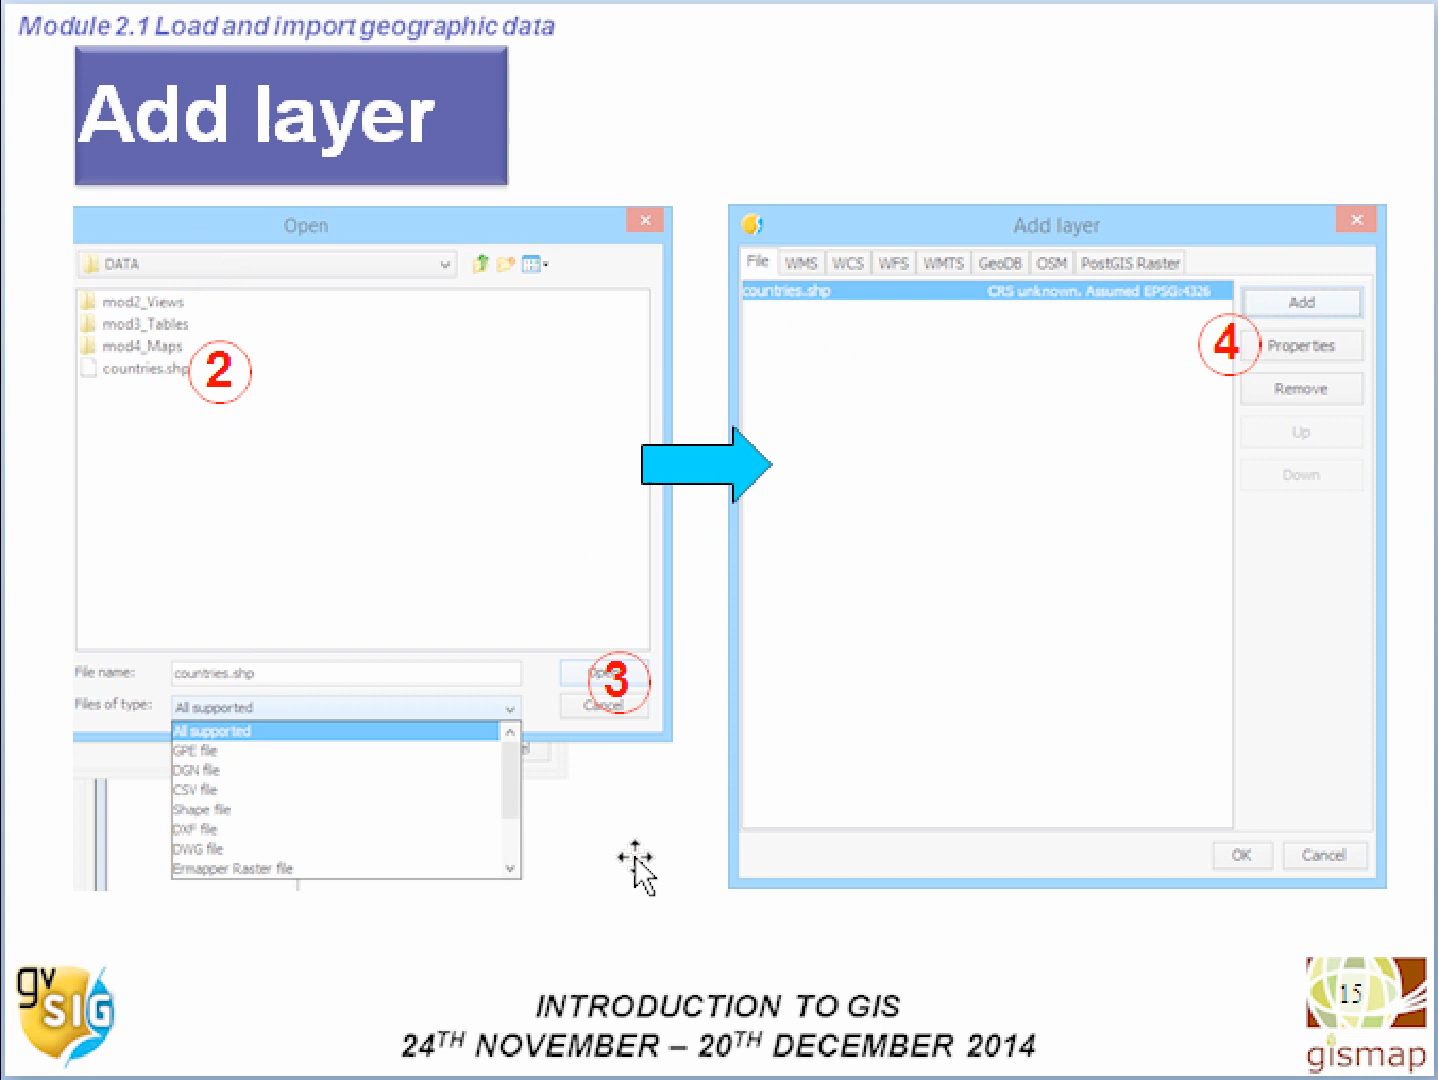 Module 2.1 Load and import geographic data
Add layer
Open
DATA
mod2_Views
mod3_Tables
mod4_Maps
countries.shp
2
File name:
countries.shp
Open
3
Files of type:
All supported
Cancel
All supported
GPE file
DGN file
CSV file
Shape file
DXF file
DWG file
Ermapper Raster file
Add layer
File WMS WCS WFS WMTS GeoDB OSM PostGIS Raster
countries.shp CRS unknown. Assumed EPSG:4326
Add
4
Properties
Remove
Up
Down
OK Cancel
gvSIG
INTRODUCTION TO GIS
24TH NOVEMBER – 20TH DECEMBER 2014
15
gismap